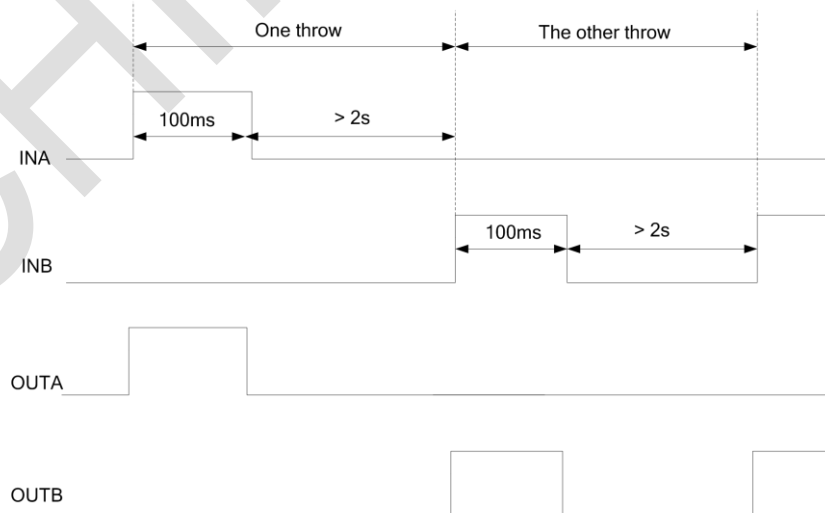 One throw
The other throw
100ms
> 2s
INA
100ms
> 2s
INB
OUTA
OUTB